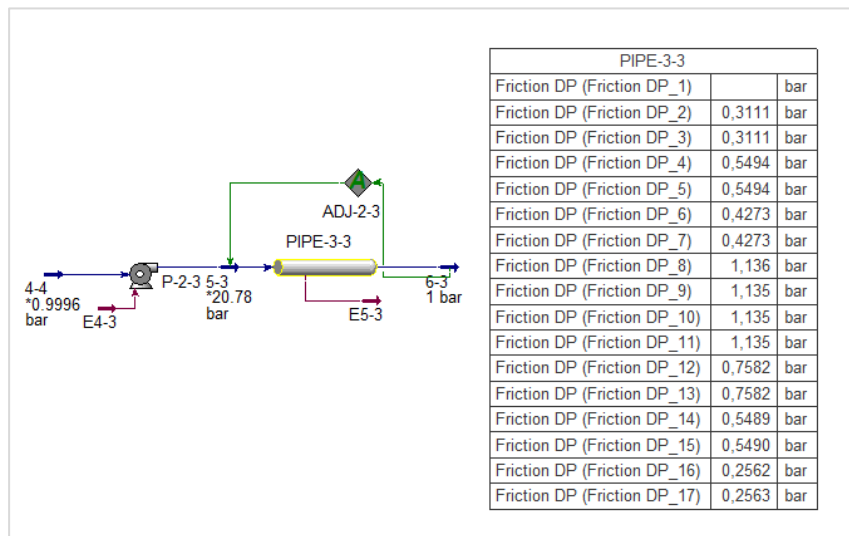 A
ADJ-2-3
PIPE-3-3
4-4
*0.9996
bar
E4-3
P-2-3
5-3
*20.78
bar
E5-3
6-3
1 bar
PIPE-3-3
Friction DP (Friction DP_1) bar
Friction DP (Friction DP_2) 0,3111 bar
Friction DP (Friction DP_3) 0,3111 bar
Friction DP (Friction DP_4) 0,5494 bar
Friction DP (Friction DP_5) 0,5494 bar
Friction DP (Friction DP_6) 0,4273 bar
Friction DP (Friction DP_7) 0,4273 bar
Friction DP (Friction DP_8) 1,136 bar
Friction DP (Friction DP_9) 1,135 bar
Friction DP (Friction DP_10) 1,135 bar
Friction DP (Friction DP_11) 1,135 bar
Friction DP (Friction DP_12) 0,7582 bar
Friction DP (Friction DP_13) 0,7582 bar
Friction DP (Friction DP_14) 0,5489 bar
Friction DP (Friction DP_15) 0,5490 bar
Friction DP (Friction DP_16) 0,2562 bar
Friction DP (Friction DP_17) 0,2563 bar